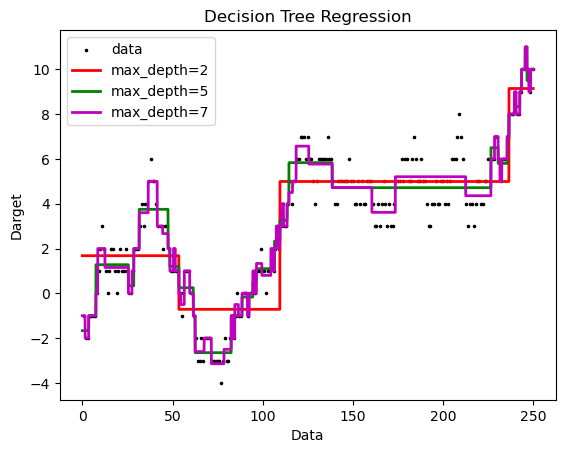 Decision Tree Regression
data
max_depth=2
max_depth=5
max_depth=7
Darget
10
8
6
4
2
0
−2
−4
0 50 100 150 200 250
Data